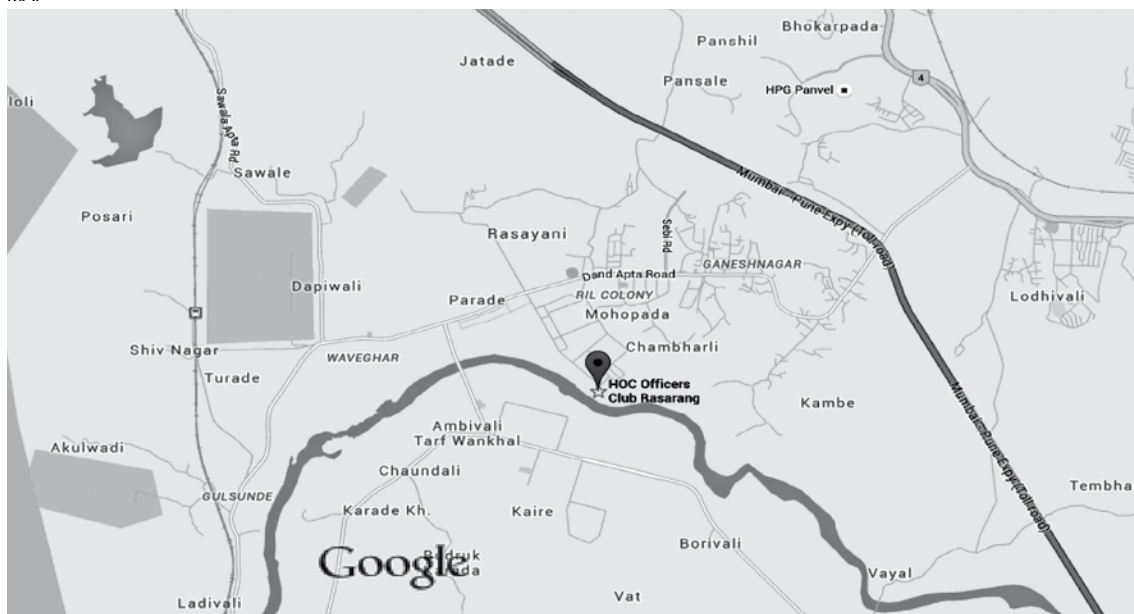 Bhokarpada
Panshil
Jatade
Pansale
HPG Panvel
4
loli
Sawala Apta Rd
Sawale
Mumbai - Pune Expy (Toll road)
Posari
Rasayani
Sebi Rd
GANESHNAGAR
Dand Apta Road
Dapiwali
Parade
RIL COLONY
Lodhivali
Mohopada
Shiv Nagar
WAVEGHAR
Chambharli
Turade
HOC Officers
Club Rasarang
Kambe
Mumbai - Pune Expy (Toll road)
Ambivali
Tarf Wankhal
Akulwadi
Chaundali
GULSUNDE
Tembha
Karade Kh.
Kaire
Borivali
Google
Budruk
Vayal
Ladivali
Vat